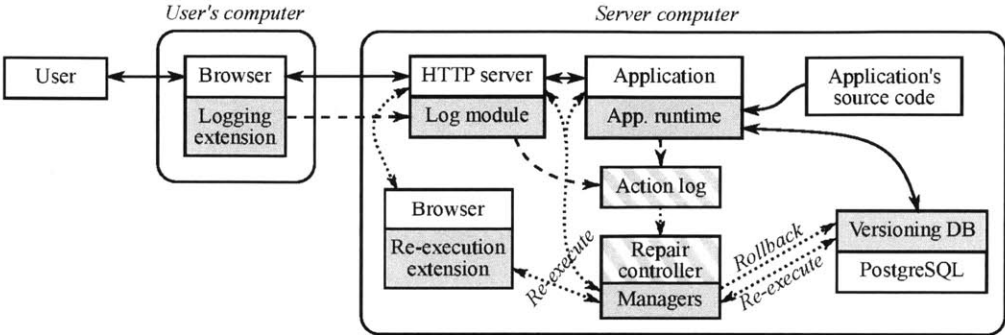 User's computer
Server computer
User
Browser
Logging
extension
HTTP server
Log module
Application
App. runtime
Application's
source code
Action log
Browser
Re-execution
extension
Re-execute
Repair
controller
Managers
Rollback
Re-execute
Versioning DB
PostgreSQL